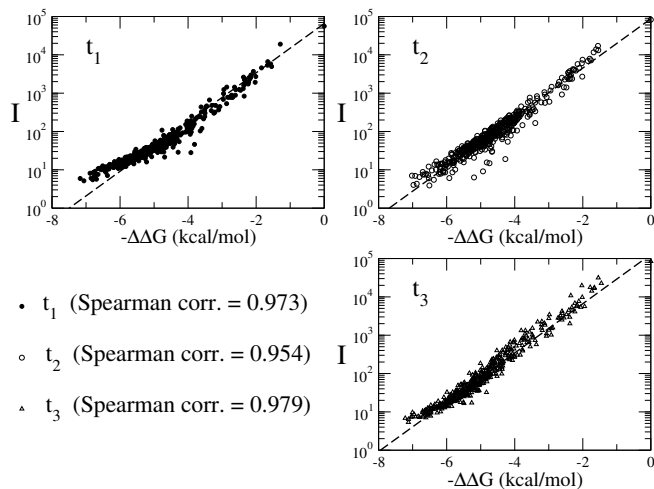 10^5
10^4
10^3
10^2
10^1
10^0
I
t_1
-8 -6 -4 -2 0
-ΔΔG (kcal/mol)
10^5
10^4
10^3
10^2
10^1
10^0
I
t_2
-8 -6 -4 -2 0
-ΔΔG (kcal/mol)
t_1 (Spearman corr. = 0.973)
t_2 (Spearman corr. = 0.954)
t_3 (Spearman corr. = 0.979)
10^5
10^4
10^3
10^2
10^1
10^0
I
t_3
-8 -6 -4 -2 0
-ΔΔG (kcal/mol)